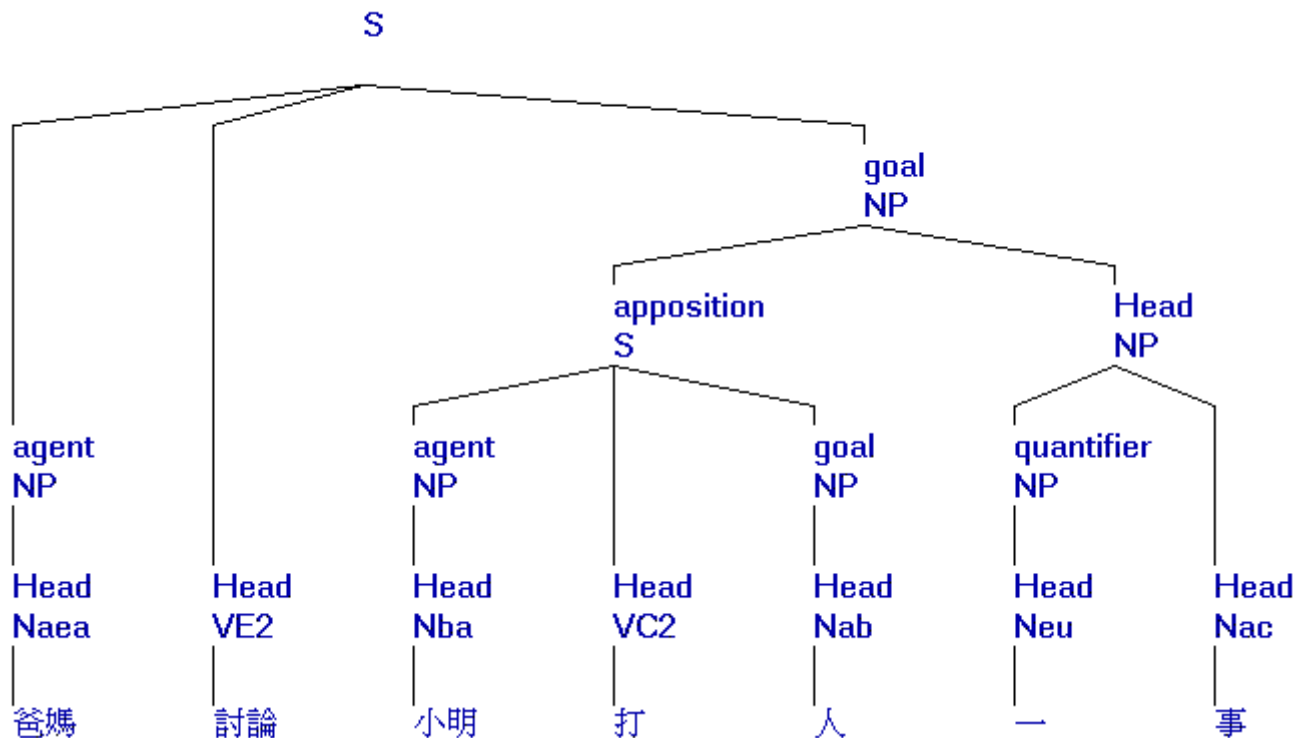 S
goal
NP
apposition Head
S NP
agent agent goal quantifier
NP NP NP NP
Head Head Head Head Head Head Head
Naea VE2 Nba VC2 Nab Neu Nac
爸媽 討論 小明 打 人 一 事